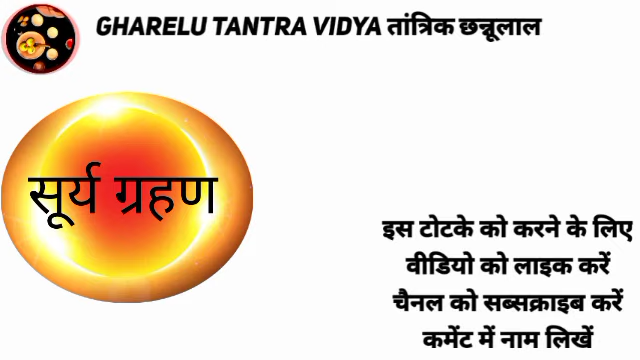 GHARELU TANTRA VIDYA तांत्रिक छन्नूलाल
सूर्य ग्रहण
इस टोटके को करने के लिए
वीडियो को लाइक करें
चैनल को सब्सक्राइब करें
कमेंट में नाम लिखें